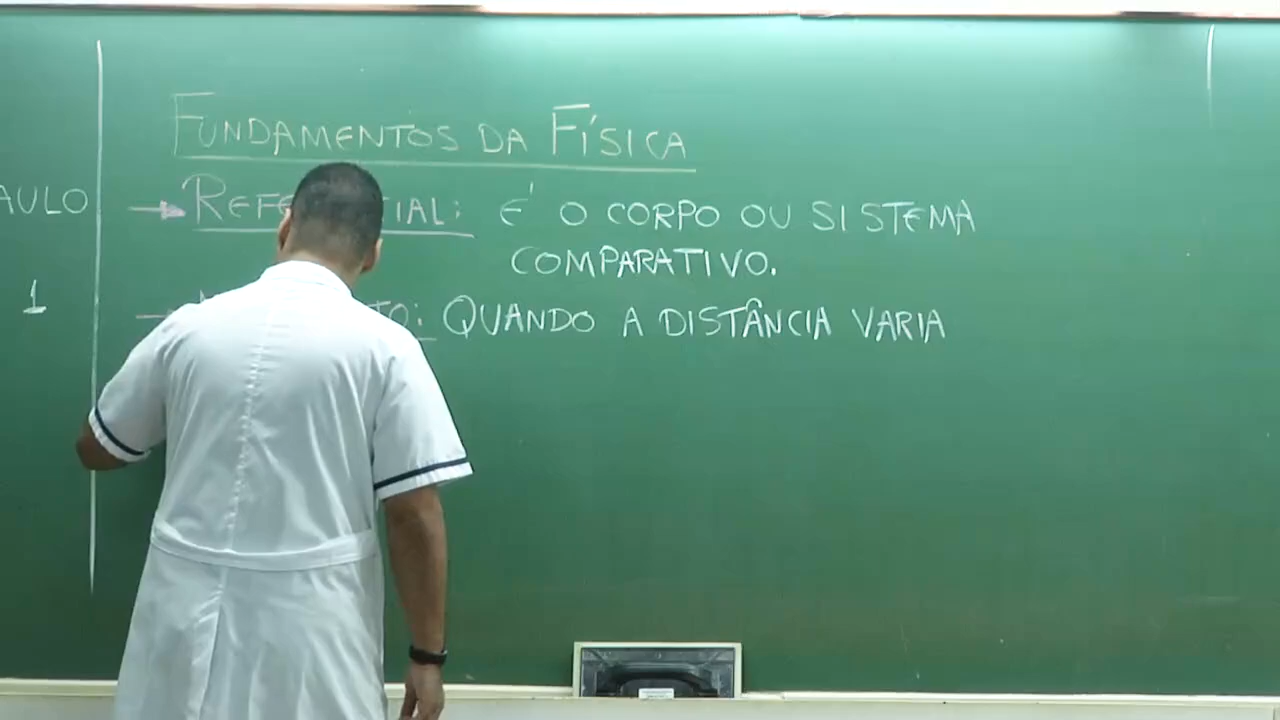 FUNDAMENTOS DA FÍSICA
AULO
É O CORPO OU SISTEMA
COMPARATIVO.
1
QUANDO A DISTÂNCIA VARIA